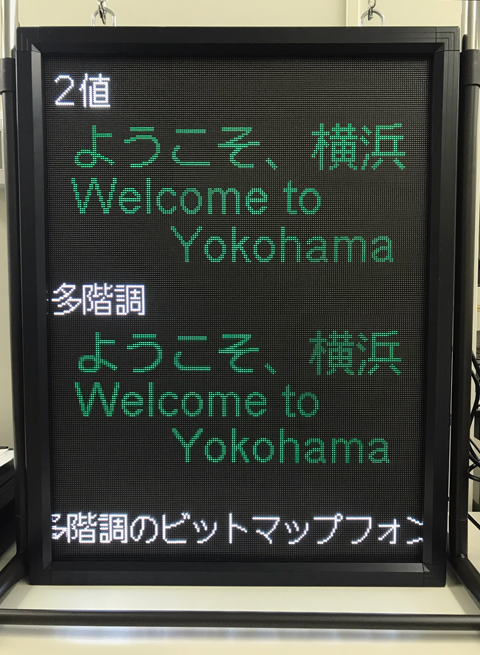 2値
ようこそ、横浜
Welcome to
Yokohama
多階調
ようこそ、横浜
Welcome to
Yokohama
多階調のビットマップフォン